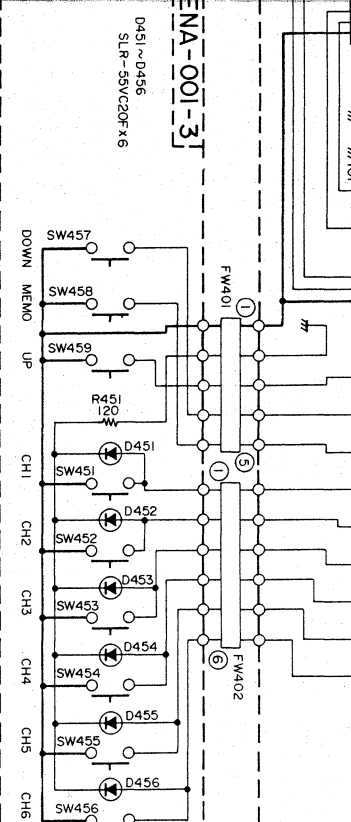 ENA-001-3
D451~D456
SLR-55VC20F×6
SW457
DOWN
SW458
MEMO
SW459
UP
FW401
1
5
R451
120
D451
SW451
CH1
D452
SW452
CH2
D453
SW453
CH3
D454
SW454
CH4
D455
SW455
CH5
D456
SW456
CH6
1
6
FW402